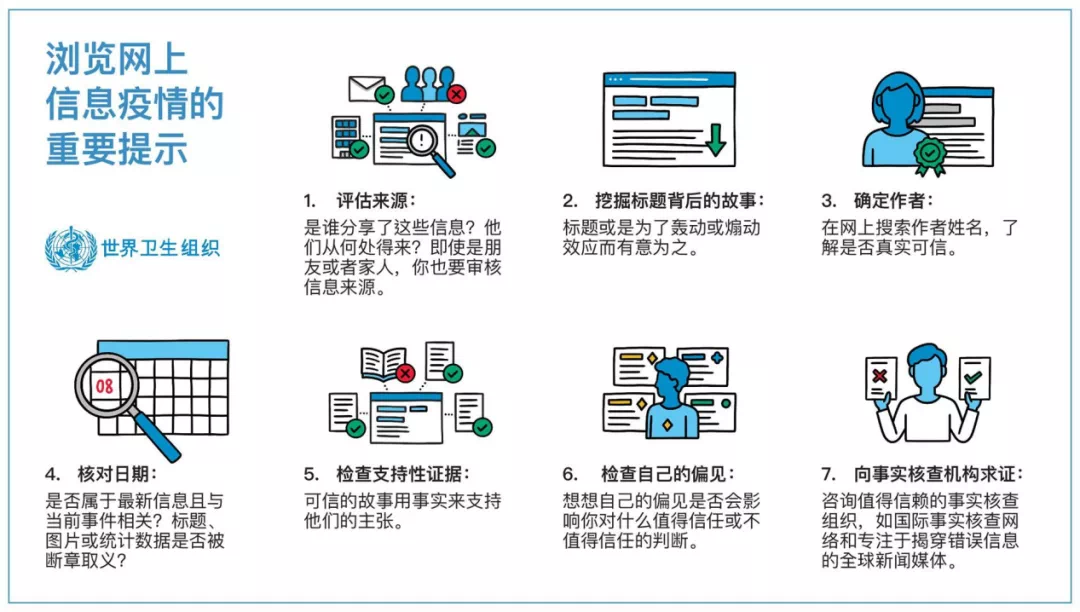 浏览网上
信息疫情的
重要提示
世界卫生组织
1. 评估来源：
是谁分享了这些信息？他
们从何处得来？即使是朋
友或者家人，你也要审核
信息来源。
2. 挖掘标题背后的故事：
标题或是为了轰动或煽动
效应而有意为之。
3. 确定作者：
在网上搜索作者姓名，了
解是否真实可信。
08
4. 核对日期：
是否属于最新信息且与
当前事件相关？标题、
图片或统计数据是否被
断章取义？
5. 检查支持性证据：
可信的故事用事实来支持
他们的主张。
6. 检查自己的偏见：
想想自己的偏见是否会影
响你对什么值得信任或不
值得信任的判断。
7. 向事实核查机构求证：
咨询值得信赖的事实核查
组织，如国际事实核查网
络和专注于揭穿错误信息
的全球新闻媒体。